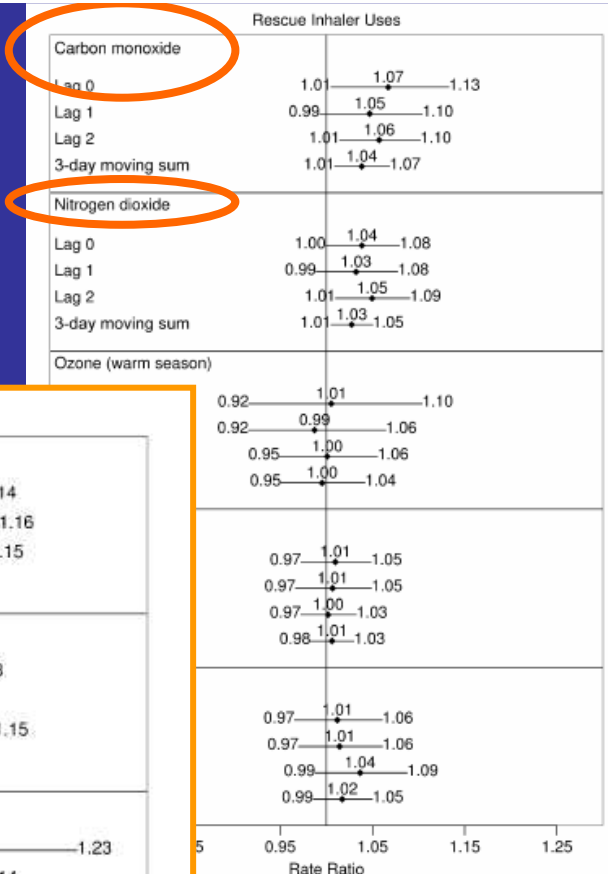 Rescue Inhaler Uses
Carbon monoxide
Lag 0 1.01 1.07 1.13
Lag 1 0.99 1.05 1.10
Lag 2 1.01 1.06 1.10
3-day moving sum 1.01 1.04 1.07
Nitrogen dioxide
Lag 0 1.00 1.04 1.08
Lag 1 0.99 1.03 1.08
Lag 2 1.01 1.05 1.09
3-day moving sum 1.01 1.03 1.05
Ozone (warm season)
0.92 1.01 1.10
0.92 0.99 1.06
0.95 1.00 1.06
0.95 1.00 1.04
0.97 1.01 1.05
0.97 1.01 1.05
0.97 1.00 1.03
0.98 1.01 1.03
0.97 1.01 1.06
0.97 1.01 1.06
0.99 1.04 1.09
0.99 1.02 1.05
5 0.95 1.05 1.15 1.25
Rate Ratio
14
1.16
.15
1.15
1.23